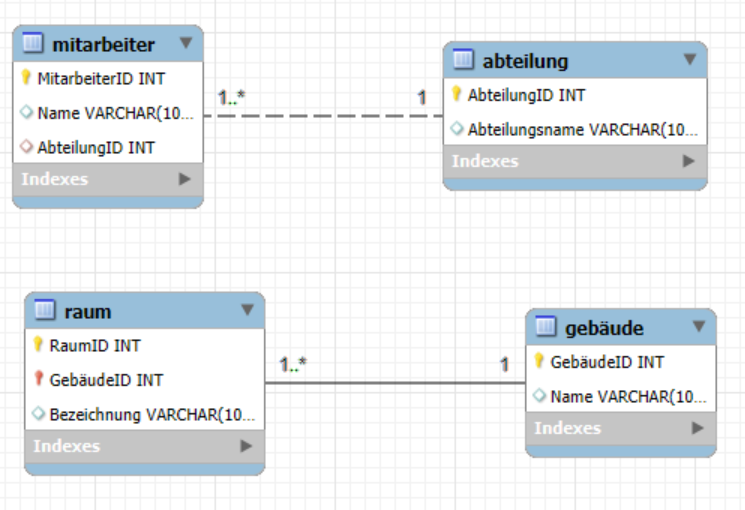 mitarbeiter
MitarbeiterID INT
Name VARCHAR(10...
AbteilungID INT
Indexes
1..*
1
abteilung
AbteilungID INT
Abteilungsname VARCHAR(10...
Indexes
raum
RaumID INT
GebäudeID INT
Bezeichnung VARCHAR(10...
Indexes
1..*
1
gebäude
GebäudeID INT
Name VARCHAR(10...
Indexes